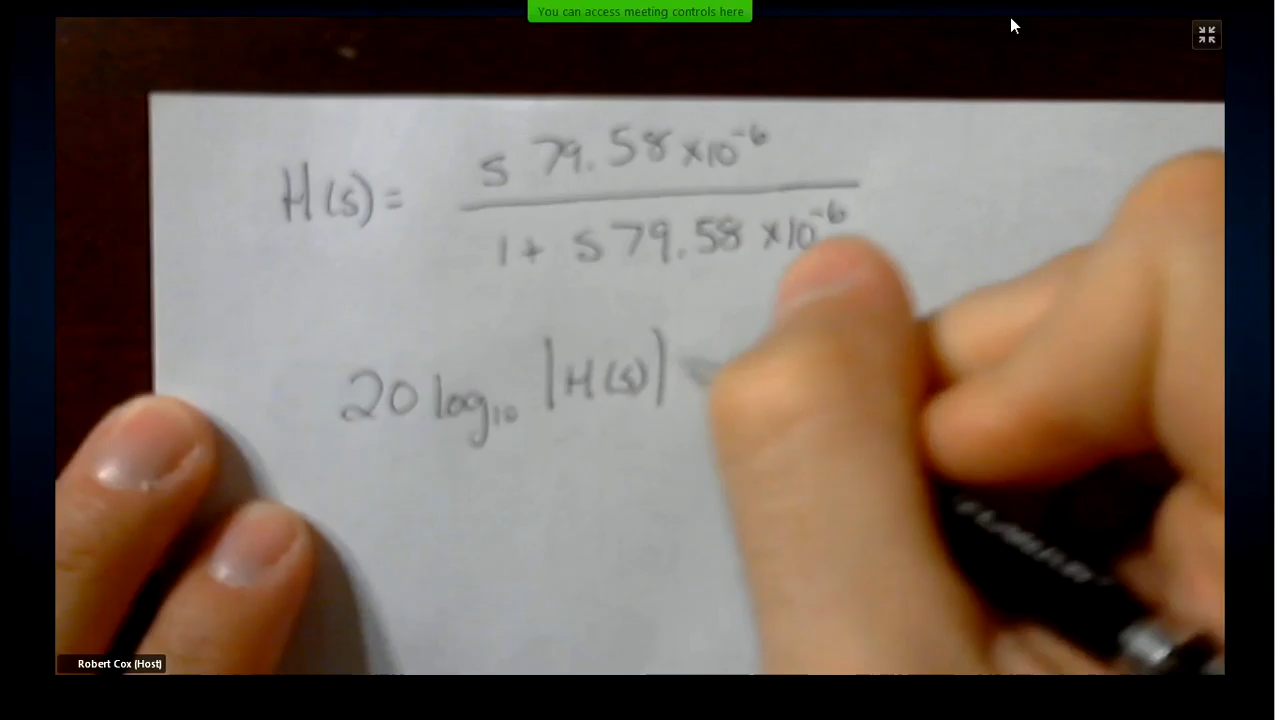 You can access meeting controls here
H(s) = s 79.58 x10^-6 / 1 + s 79.58 x10^-6
20 log10 |H(s)|
Robert Cox (Host)